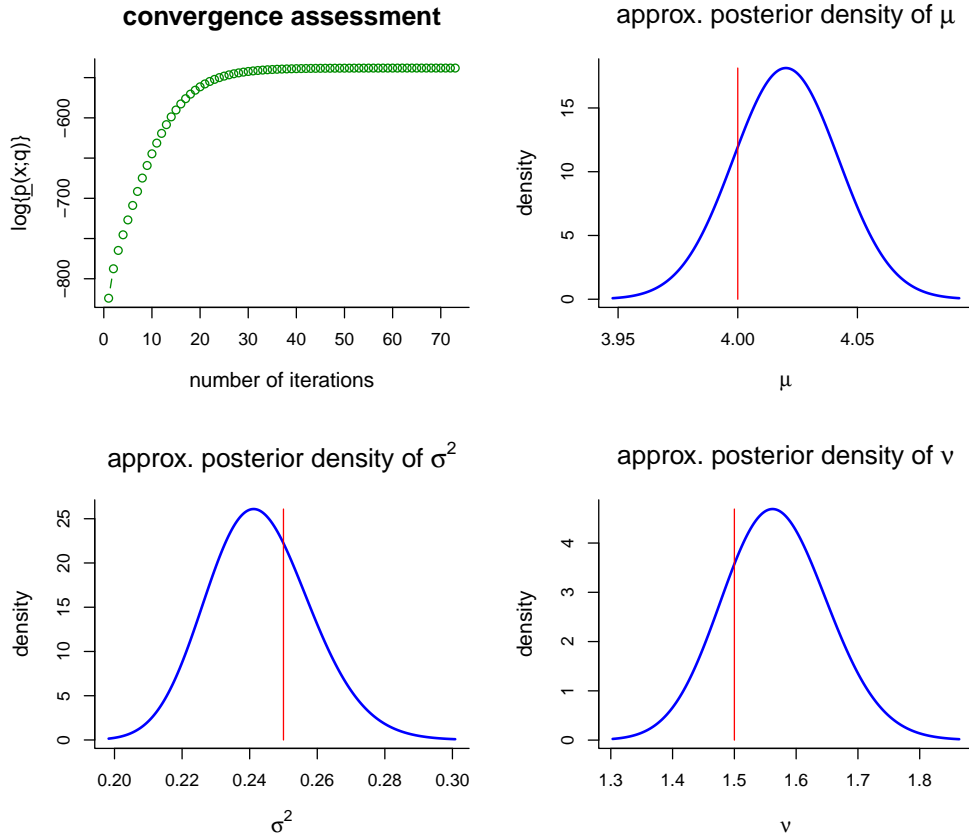 convergence assessment
log{p(x;q)}
−800
−700
−600
0 10 20 30 40 50 60 70
number of iterations
approx. posterior density of μ
density
0
5
10
15
3.95 4.00 4.05
μ
approx. posterior density of σ²
density
0
5
10
15
20
25
0.20 0.22 0.24 0.26 0.28 0.30
σ²
approx. posterior density of ν
density
0
1
2
3
4
1.3 1.4 1.5 1.6 1.7 1.8
ν